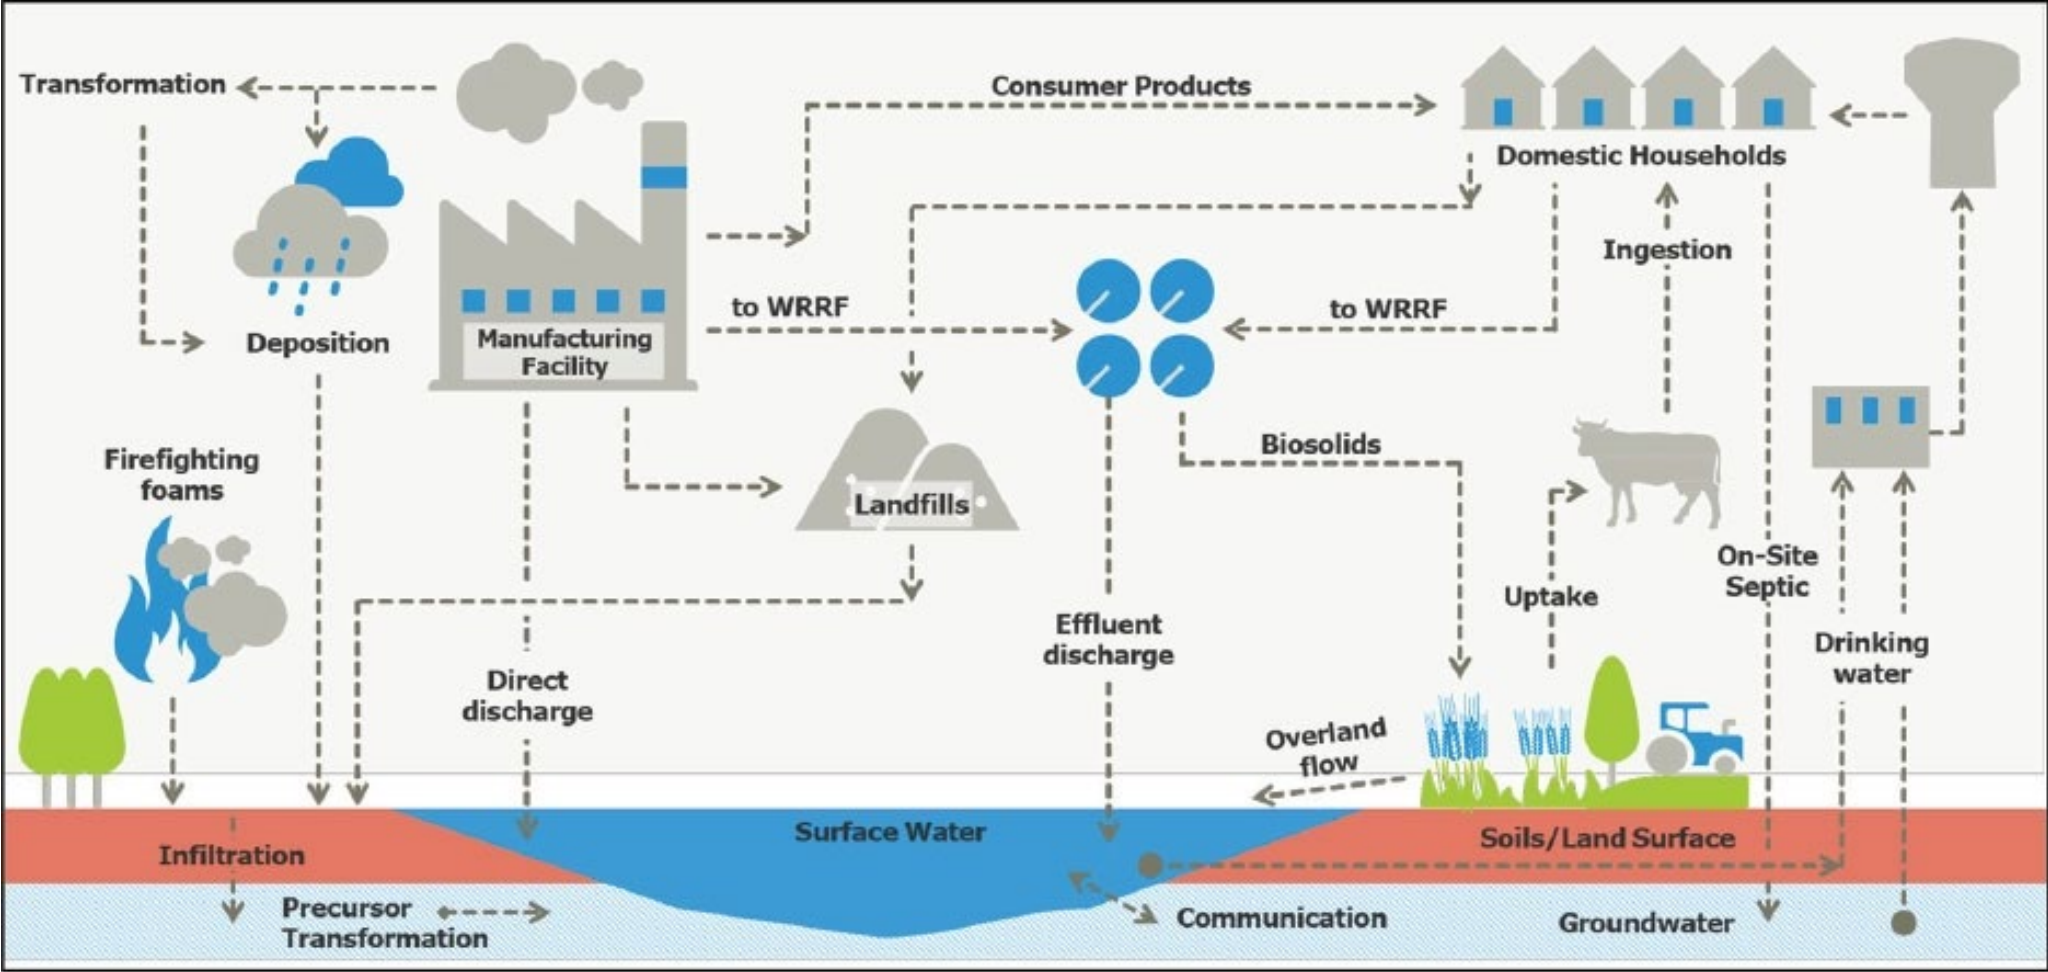 Transformation
Consumer Products
Domestic Households
Ingestion
to WRRF
to WRRF
Deposition
Manufacturing
Facility
Firefighting
foams
Biosolids
Landfills
On-Site
Septic
Uptake
Effluent
discharge
Drinking
water
Direct
discharge
Overland
flow
Surface Water
Soils/Land Surface
Infiltration
Precursor
Transformation
Communication
Groundwater